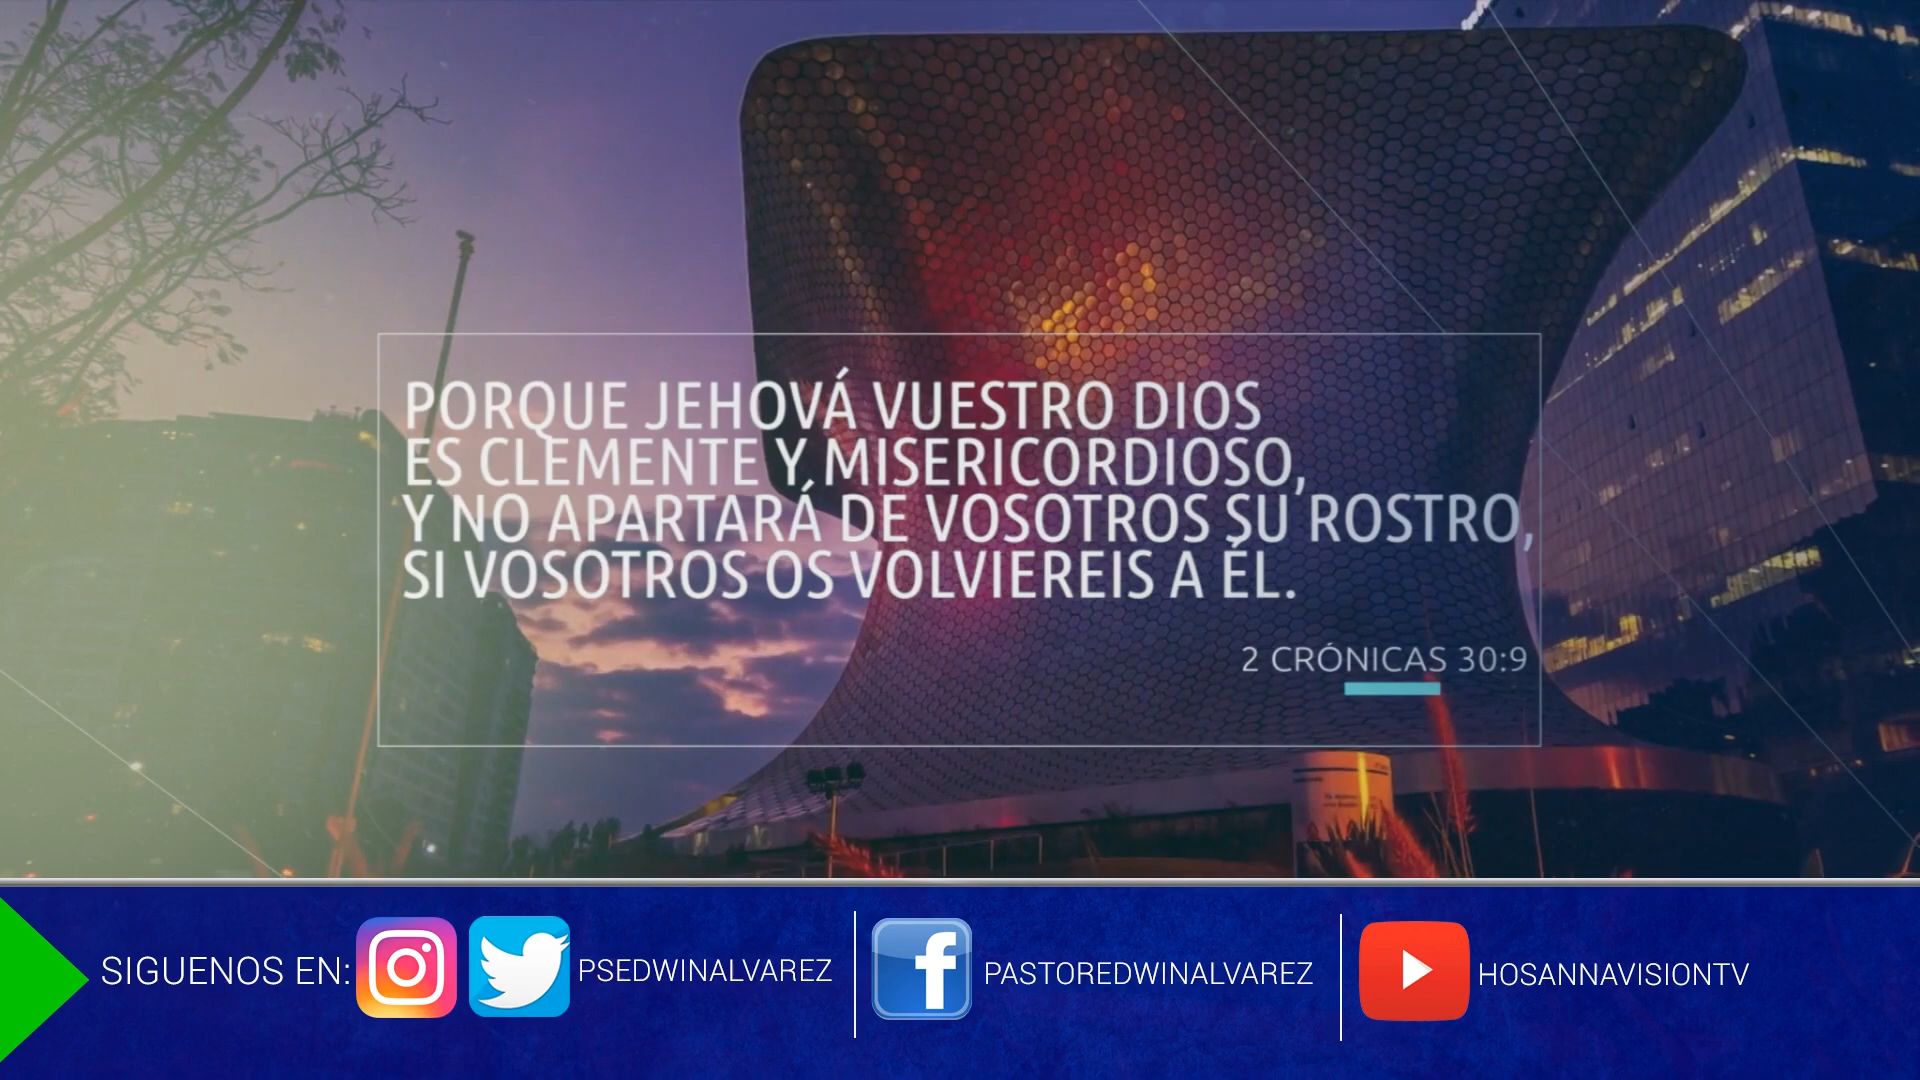 PORQUE JEHOVÁ VUESTRO DIOS
ES CLEMENTE Y MISERICORDIOSO,
Y NO APARTARÁ DE VOSOTROS SU ROSTRO,
SI VOSOTROS OS VOLVIEREIS A ÉL.
2 CRÓNICAS 30:9
SIGUENOS EN: PSEDWINALVAREZ PASTOREDWINALVAREZ HOSANNAVISIONTV